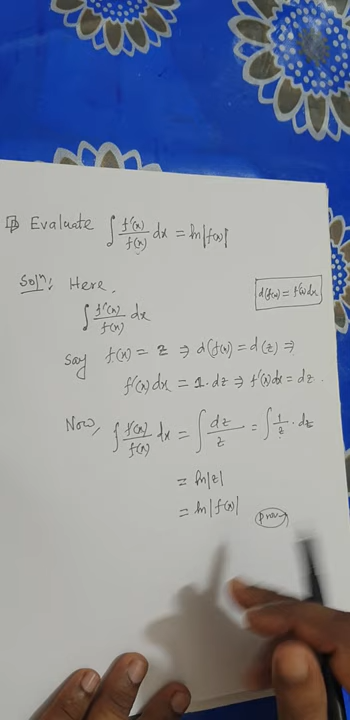 Evaluate ∫ f'(x)/f(x) dx = ln|f(x)|
Solⁿ: Here,
d(f(x)) = f'(x) dx
∫ f'(x)/f(x) dx
Say f(x) = z ⇒ d(f(x)) = d(z) ⇒
f'(x) dx = 1. dz ⇒ f'(x) dx = dz.
Now, ∫ f'(x)/f(x) dx = ∫ dz/z = ∫ 1/z . dz
= ln|z|
= ln|f(x)|